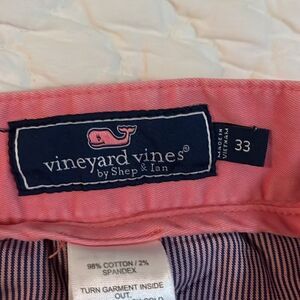 vineyard vines®
by Shep & Ian
MADE IN
VIETNAM
33
98% COTTON / 2%
SPANDEX
TURN GARMENT INSIDE
OUT.